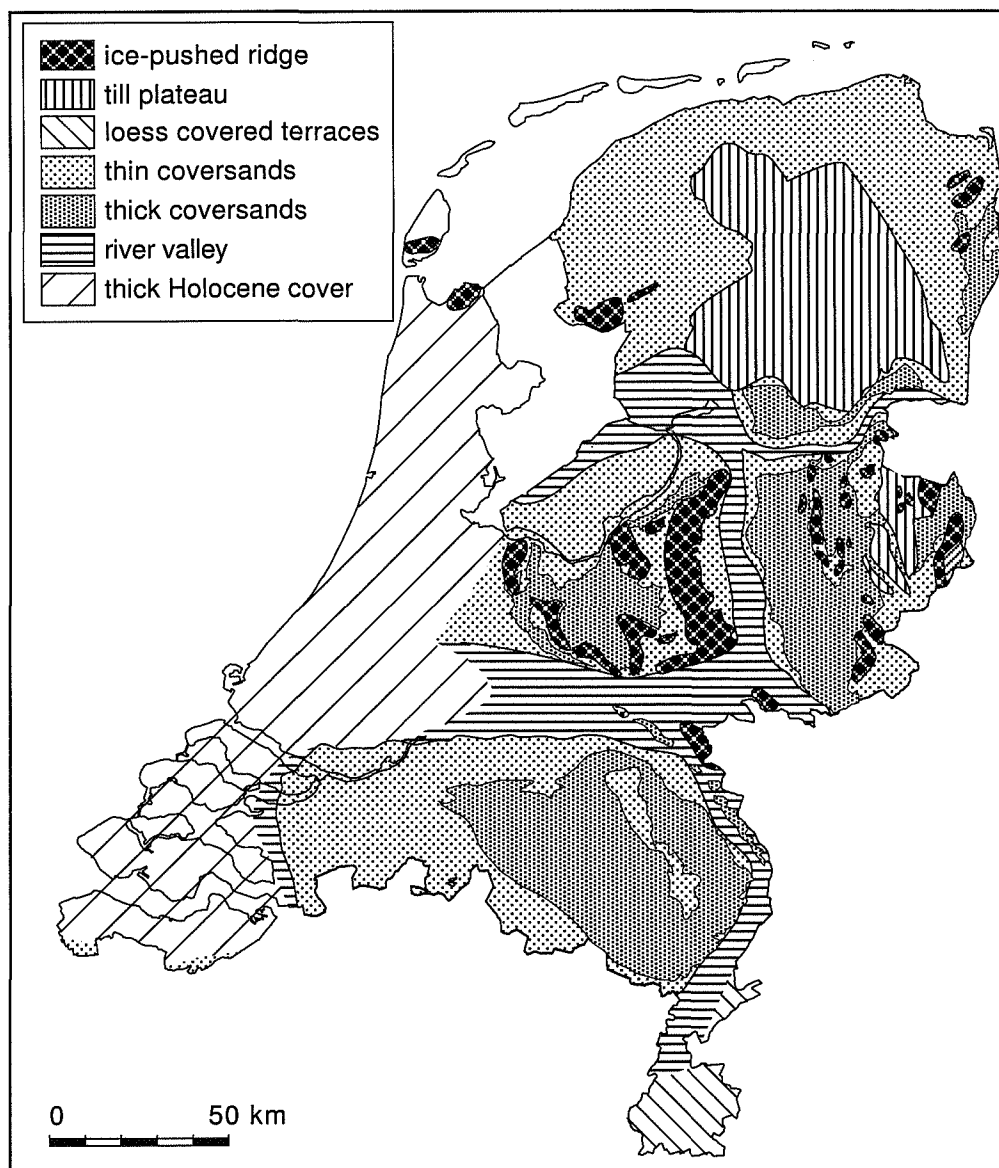 ice-pushed ridge
till plateau
loess covered terraces
thin coversands
thick coversands
river valley
thick Holocene cover
0 50 km